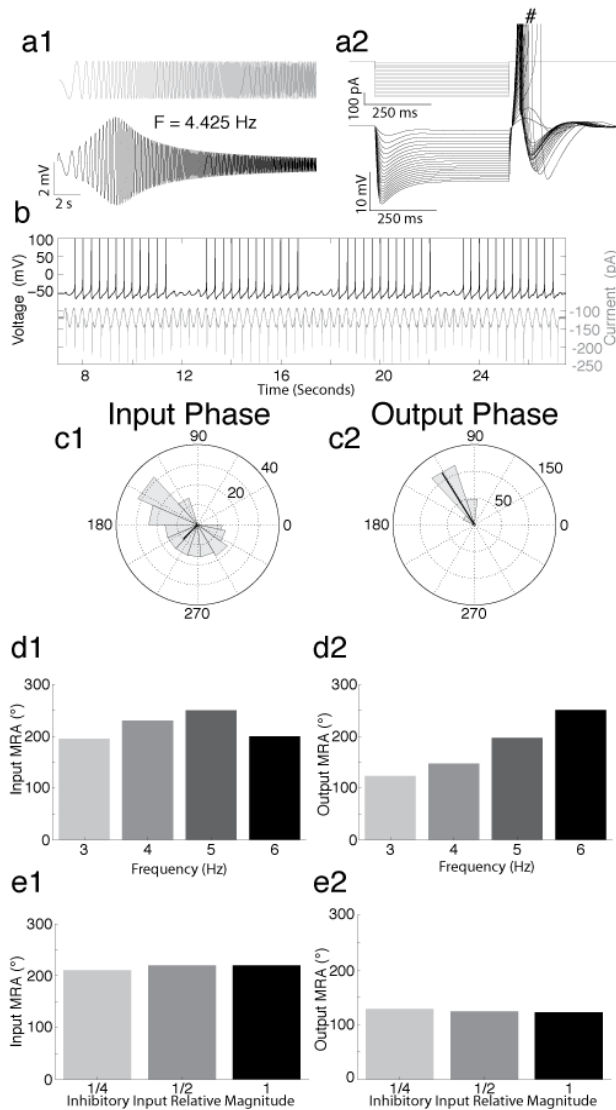 a1
F = 4.425 Hz
2 mV
2 s
a2
#
100 pA
250 ms
10 mV
250 ms
b
Voltage (mV)
100
50
0
−50
-100
-150
-200
-250
Currment (pA)
8
12
16
20
24
Time (Seconds)
Input Phase
c1
90
40
20
180
0
270
Output Phase
c2
90
150
50
180
0
270
d1
Input MRA (°)
300
200
100
0
3
4
5
6
Frequency (Hz)
d2
Output MRA (°)
300
200
100
0
3
4
5
6
Frequency (Hz)
e1
Input MRA (°)
300
200
100
0
1/4
1/2
1
Inhibitory Input Relative Magnitude
e2
Output MRA (°)
300
200
100
0
1/4
1/2
1
Inhibitory Input Relative Magnitude